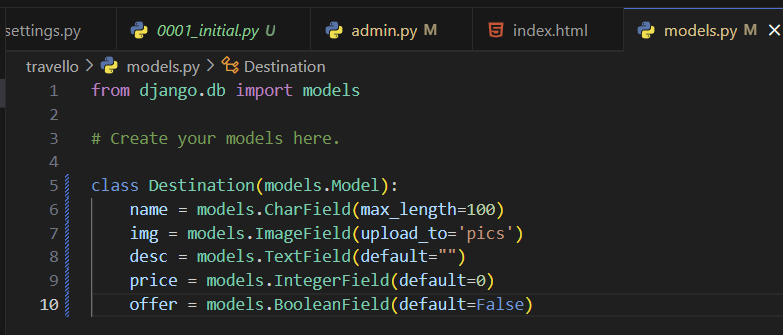 settings.py 0001_initial.py U admin.py M index.html models.py M
travello > models.py > Destination
1 from django.db import models
2
3 # Create your models here.
4
5 class Destination(models.Model):
6     name = models.CharField(max_length=100)
7     img = models.ImageField(upload_to='pics')
8     desc = models.TextField(default="")
9     price = models.IntegerField(default=0)
10     offer = models.BooleanField(default=False)